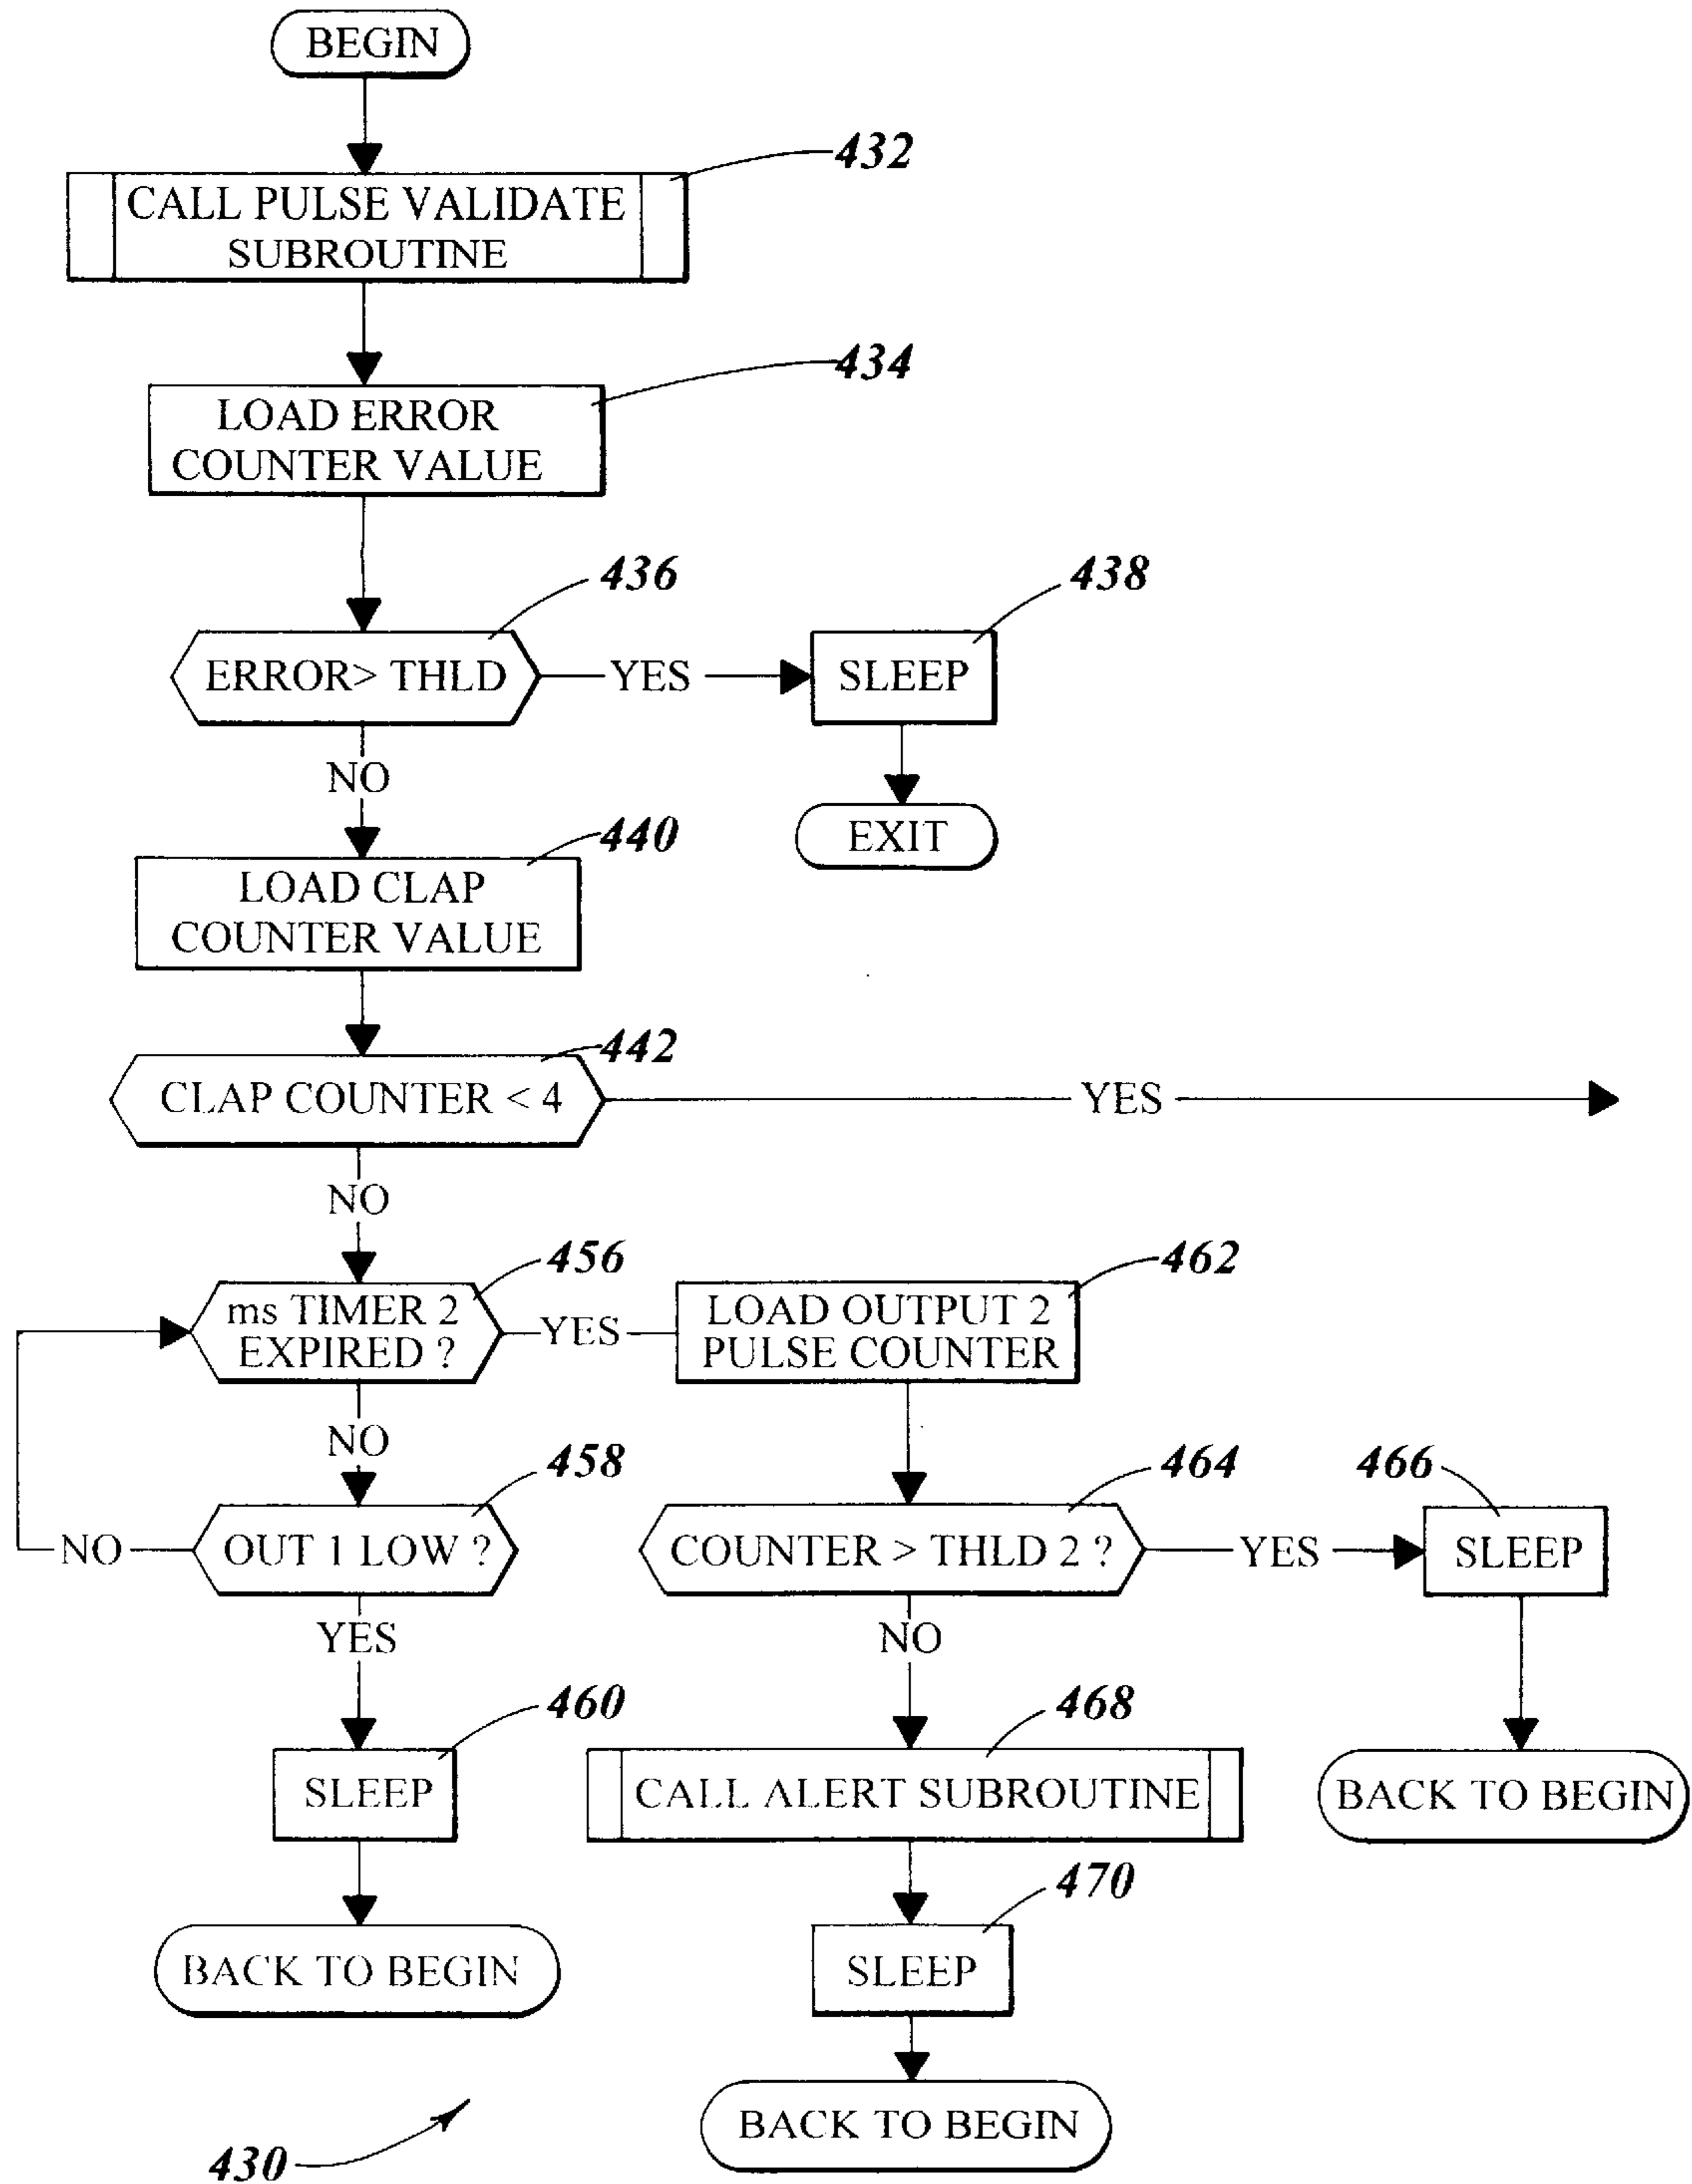 BEGIN
432
CALL PULSE VALIDATE
SUBROUTINE
434
LOAD ERROR
COUNTER VALUE
436
438
ERROR> THLD
YES
SLEEP
NO
EXIT
440
LOAD CLAP
COUNTER VALUE
442
CLAP COUNTER < 4
YES
NO
456
462
ms TIMER 2
EXPIRED ?
YES
LOAD OUTPUT 2
PULSE COUNTER
NO
458
464
466
NO
OUT 1 LOW ?
COUNTER > THLD 2 ?
YES
SLEEP
YES
NO
460
468
SLEEP
CALL ALERT SUBROUTINE
BACK TO BEGIN
470
BACK TO BEGIN
SLEEP
BACK TO BEGIN
430